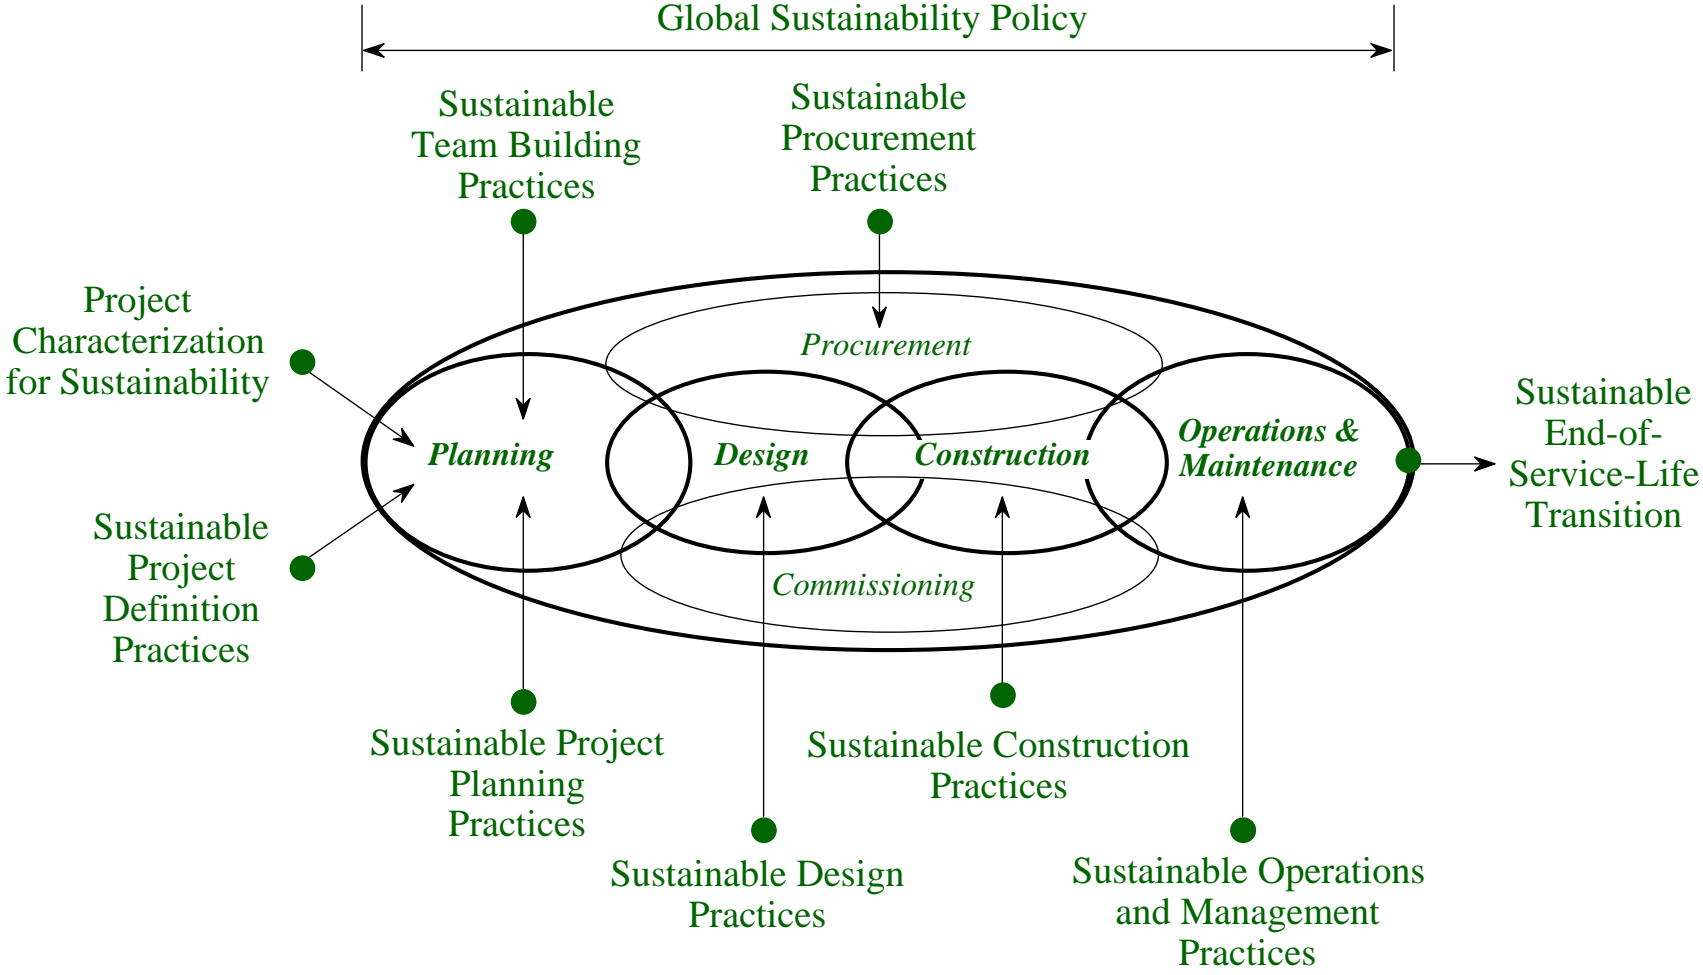 Global Sustainability Policy
Sustainable
Team Building
Practices
Sustainable
Procurement
Practices
Project
Characterization
for Sustainability
Sustainable
Project
Definition
Practices
Procurement
Planning
Design
Construction
Operations &
Maintenance
Commissioning
Sustainable
End-of-
Service-Life
Transition
Sustainable Project
Planning
Practices
Sustainable Design
Practices
Sustainable Construction
Practices
Sustainable Operations
and Management
Practices